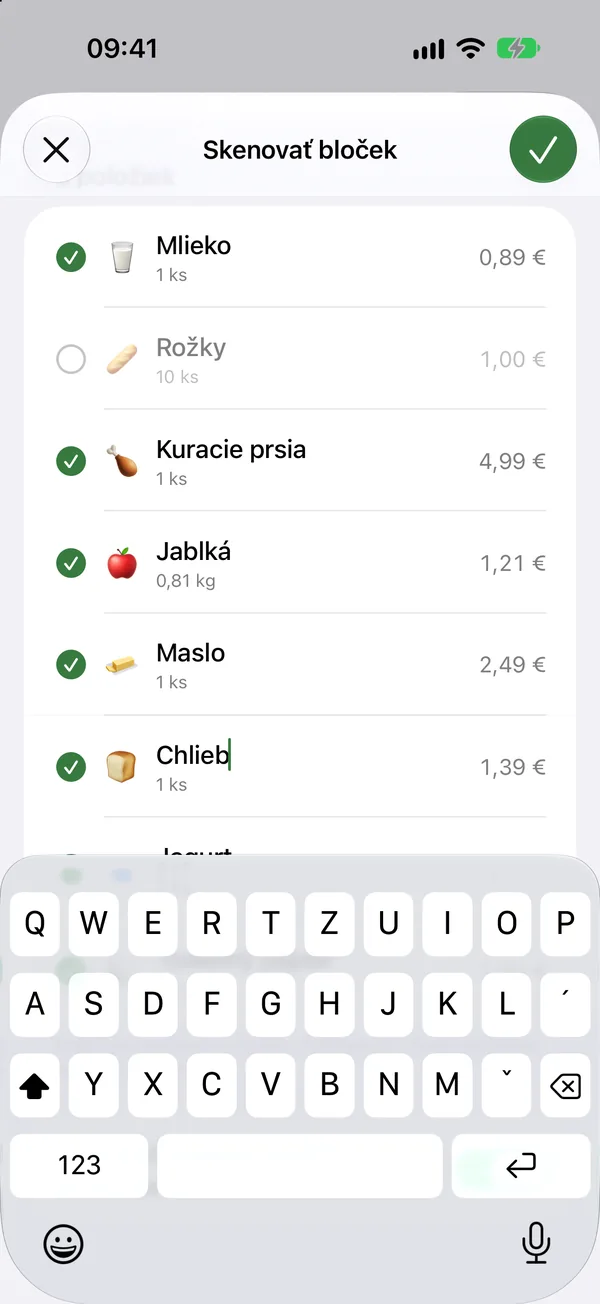 09:41
Skenovať bloček
Mlieko
1 ks
0,89 €
Rožky
10 ks
1,00 €
Kuracie prsia
1 ks
4,99 €
Jablká
0,81 kg
1,21 €
Maslo
1 ks
2,49 €
Chlieb
1 ks
1,39 €
Jogurt
Q W E R T Z U I O P
A S D F G H J K L ´
Y X C V B N M ˇ
123